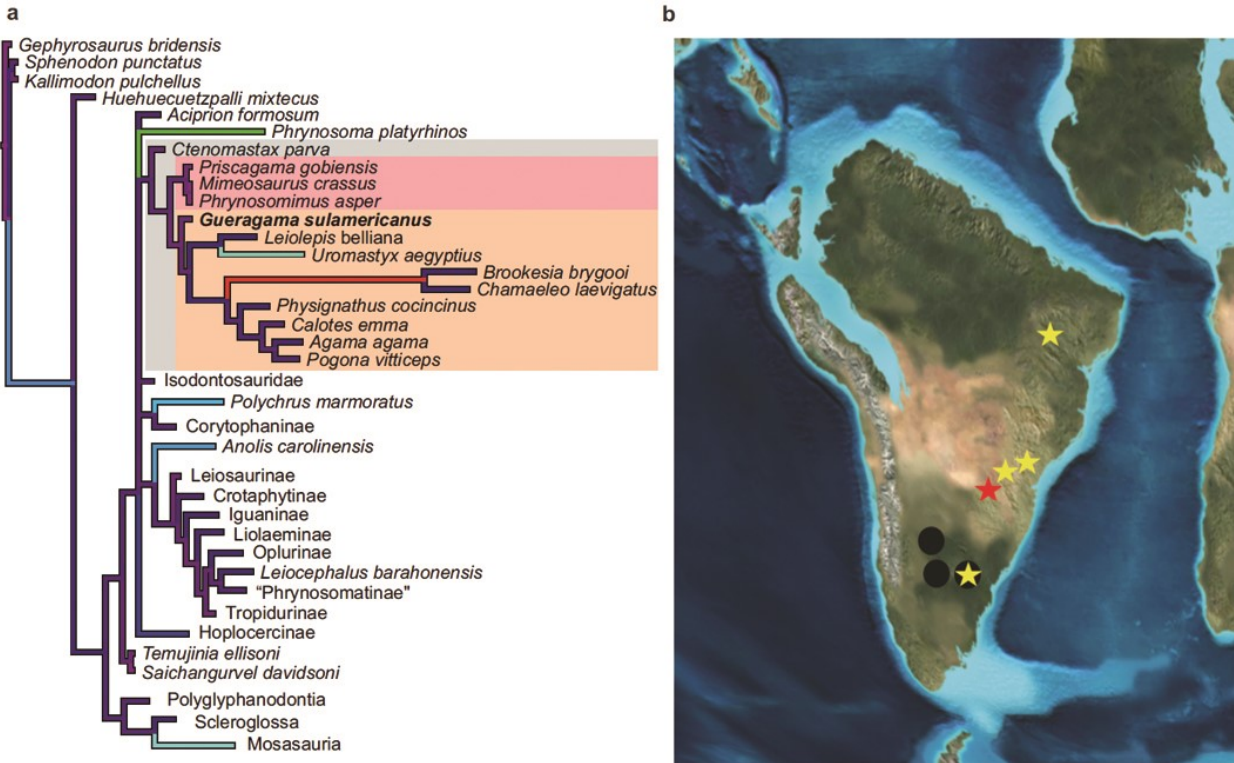 a
b
Gephyrosaurus bridensis
Sphenodon punctatus
Kallimodon pulchellus
Huehuecuetzpalli mixtecus
Aciprion formosum
Phrynosoma platyrhinos
Ctenomastax parva
Priscagama gobiensis
Mimeosaurus crassus
Phrynosomimus asper
Gueragama sulamericanus
Leiolepis belliana
Uromastyx aegyptius
Brookesia brygooi
Chamaeleo laevigatus
Physignathus cocincinus
Calotes emma
Agama agama
Pogona vitticeps
Isodontosauridae
Polychrus marmoratus
Corytophaninae
Anolis carolinensis
Leiosaurinae
Crotaphytinae
Iguaninae
Liolaeminae
Oplurinae
Leiocephalus barahonensis
"Phrynosomatinae"
Tropidurinae
Hoplocercinae
Temujinia ellisoni
Saichangurvel davidsoni
Polyglyphanodontia
Scleroglossa
Mosasauria